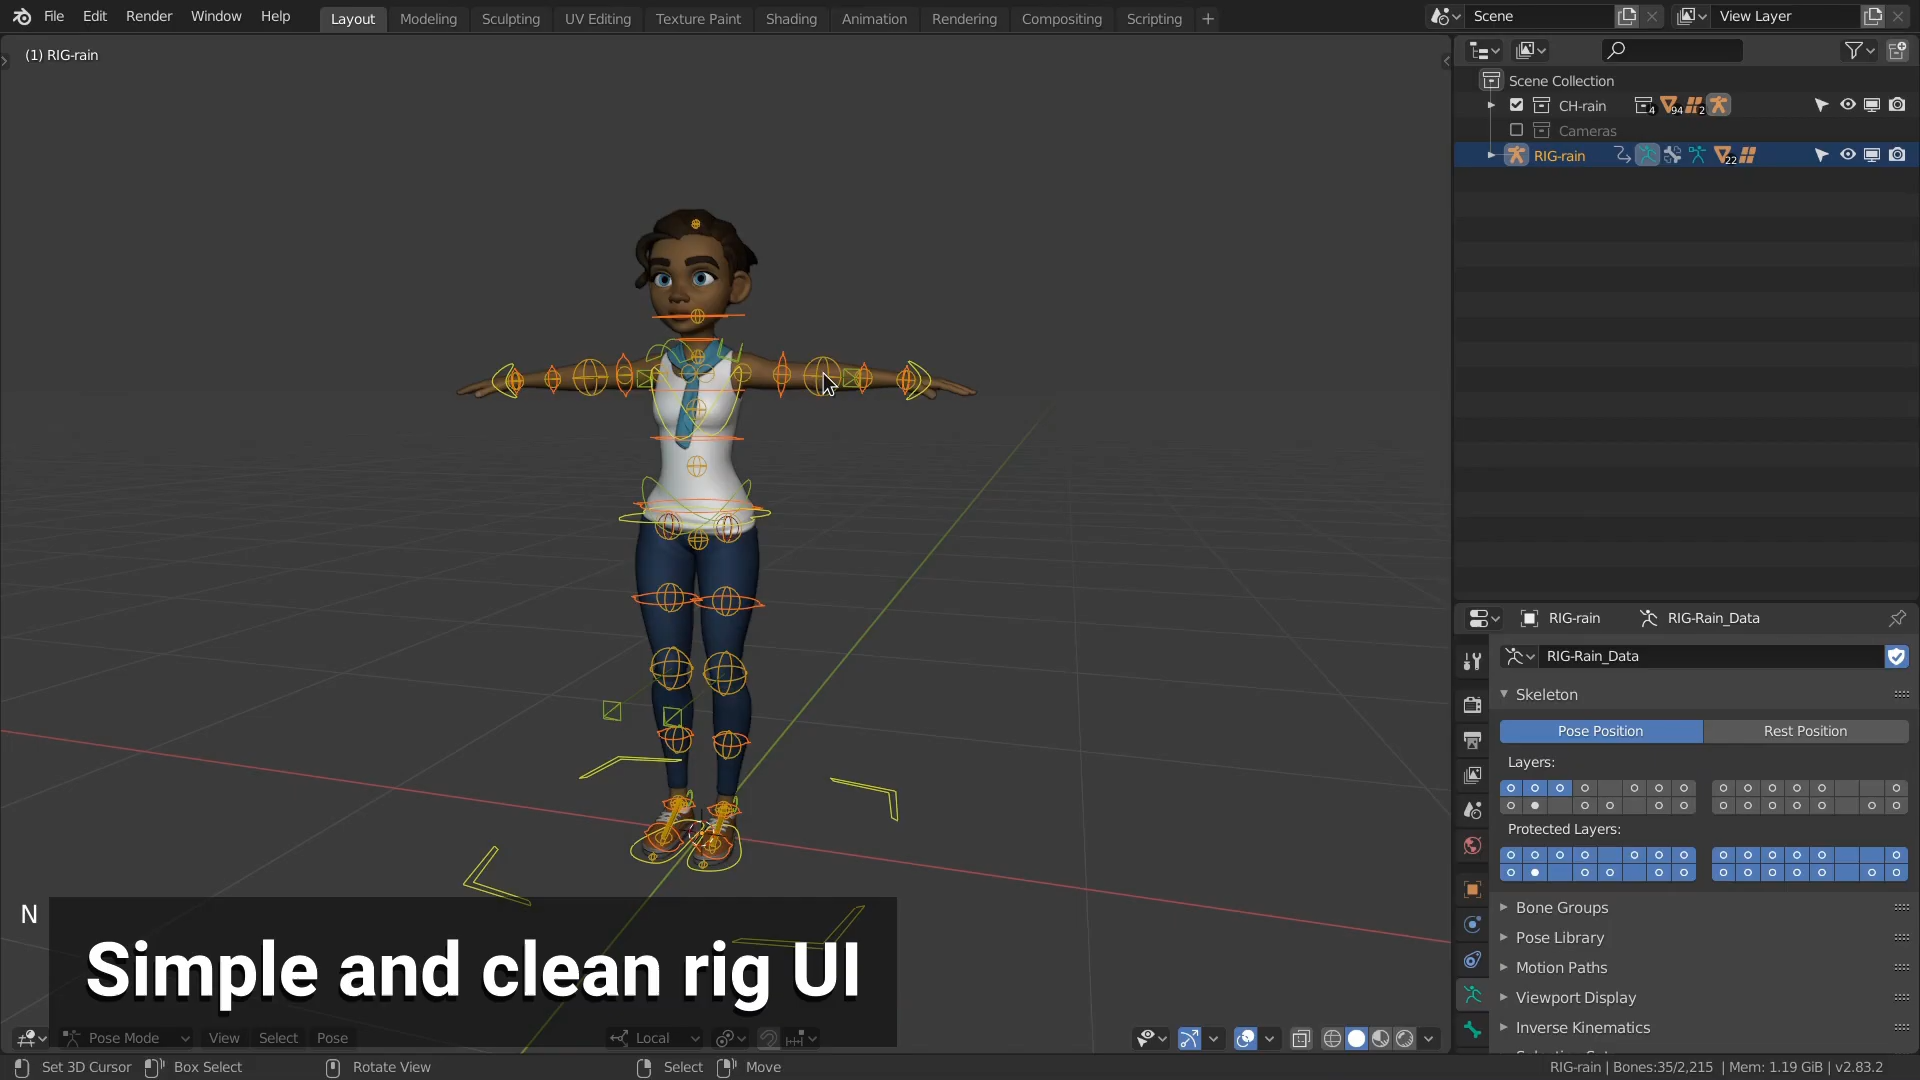 File Edit Render Window Help Layout Modeling Sculpting UV Editing Texture Paint Shading Animation Rendering Compositing Scripting + Scene View Layer
(1) RIG-rain
Scene Collection
CH-rain 4 94 2
Cameras
RIG-rain 22
RIG-rain RIG-Rain_Data
RIG-Rain_Data
Skeleton
Pose Position Rest Position
Layers:
Protected Layers:
Bone Groups
Pose Library
Motion Paths
Viewport Display
Inverse Kinematics
N
Simple and clean rig UI
Pose Mode View Select Pose Local
Set 3D Cursor Box Select Rotate View Select Move RIG-rain | Bones:35/2,215 | Mem: 1.19 GiB | v2.83.2